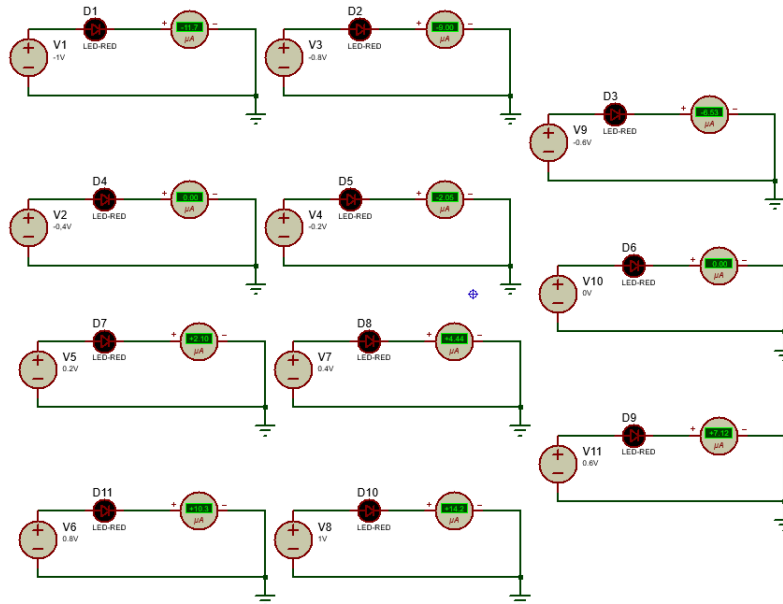 D1
-11.7
µA
V1
-1V
LED-RED
D2
-9.00
µA
V3
-0.8V
LED-RED
D3
-6.53
µA
V9
-0.6V
LED-RED
D4
0.00
µA
V2
-0,4V
LED-RED
D5
-2.05
µA
V4
-0.2V
LED-RED
D6
0.00
µA
V10
0V
LED-RED
D7
+2.10
µA
V5
0.2V
LED-RED
D8
+4.44
µA
V7
0.4V
LED-RED
D9
+7.12
µA
V11
0.6V
LED-RED
D11
+10.3
µA
V6
0.8V
LED-RED
D10
+14.2
µA
V8
1V
LED-RED